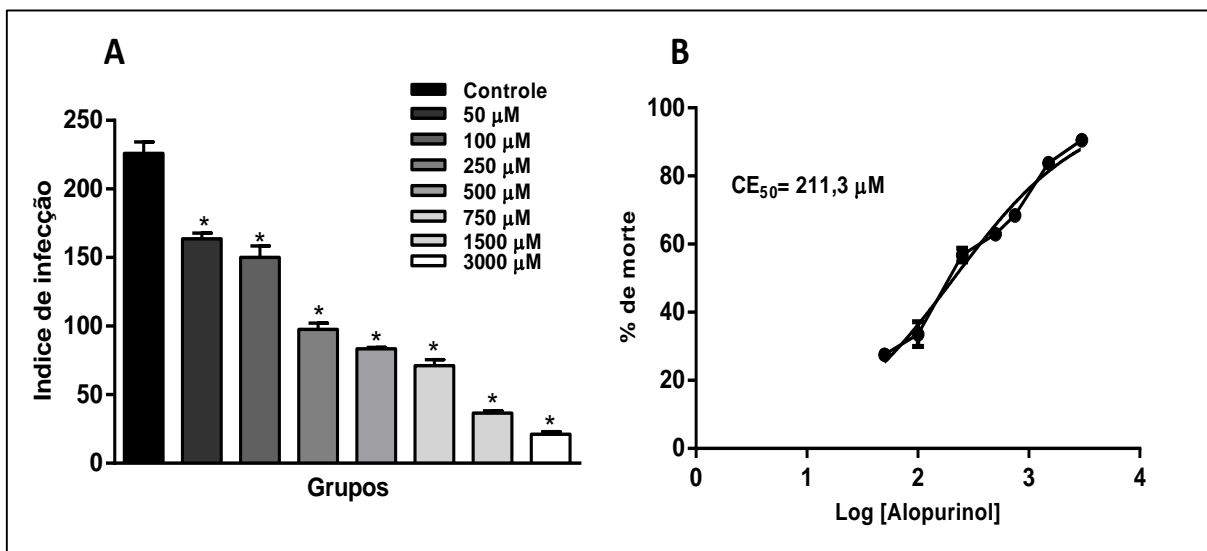 A
Controle
50 μM
100 μM
250 μM
500 μM
750 μM
1500 μM
3000 μM
Indice de infecção
250
200
150
100
50
0
* * * * * * *
Grupos
B
CE50= 211,3 μM
% de morte
100
80
60
40
20
0
0 1 2 3 4
Log [Alopurinol]